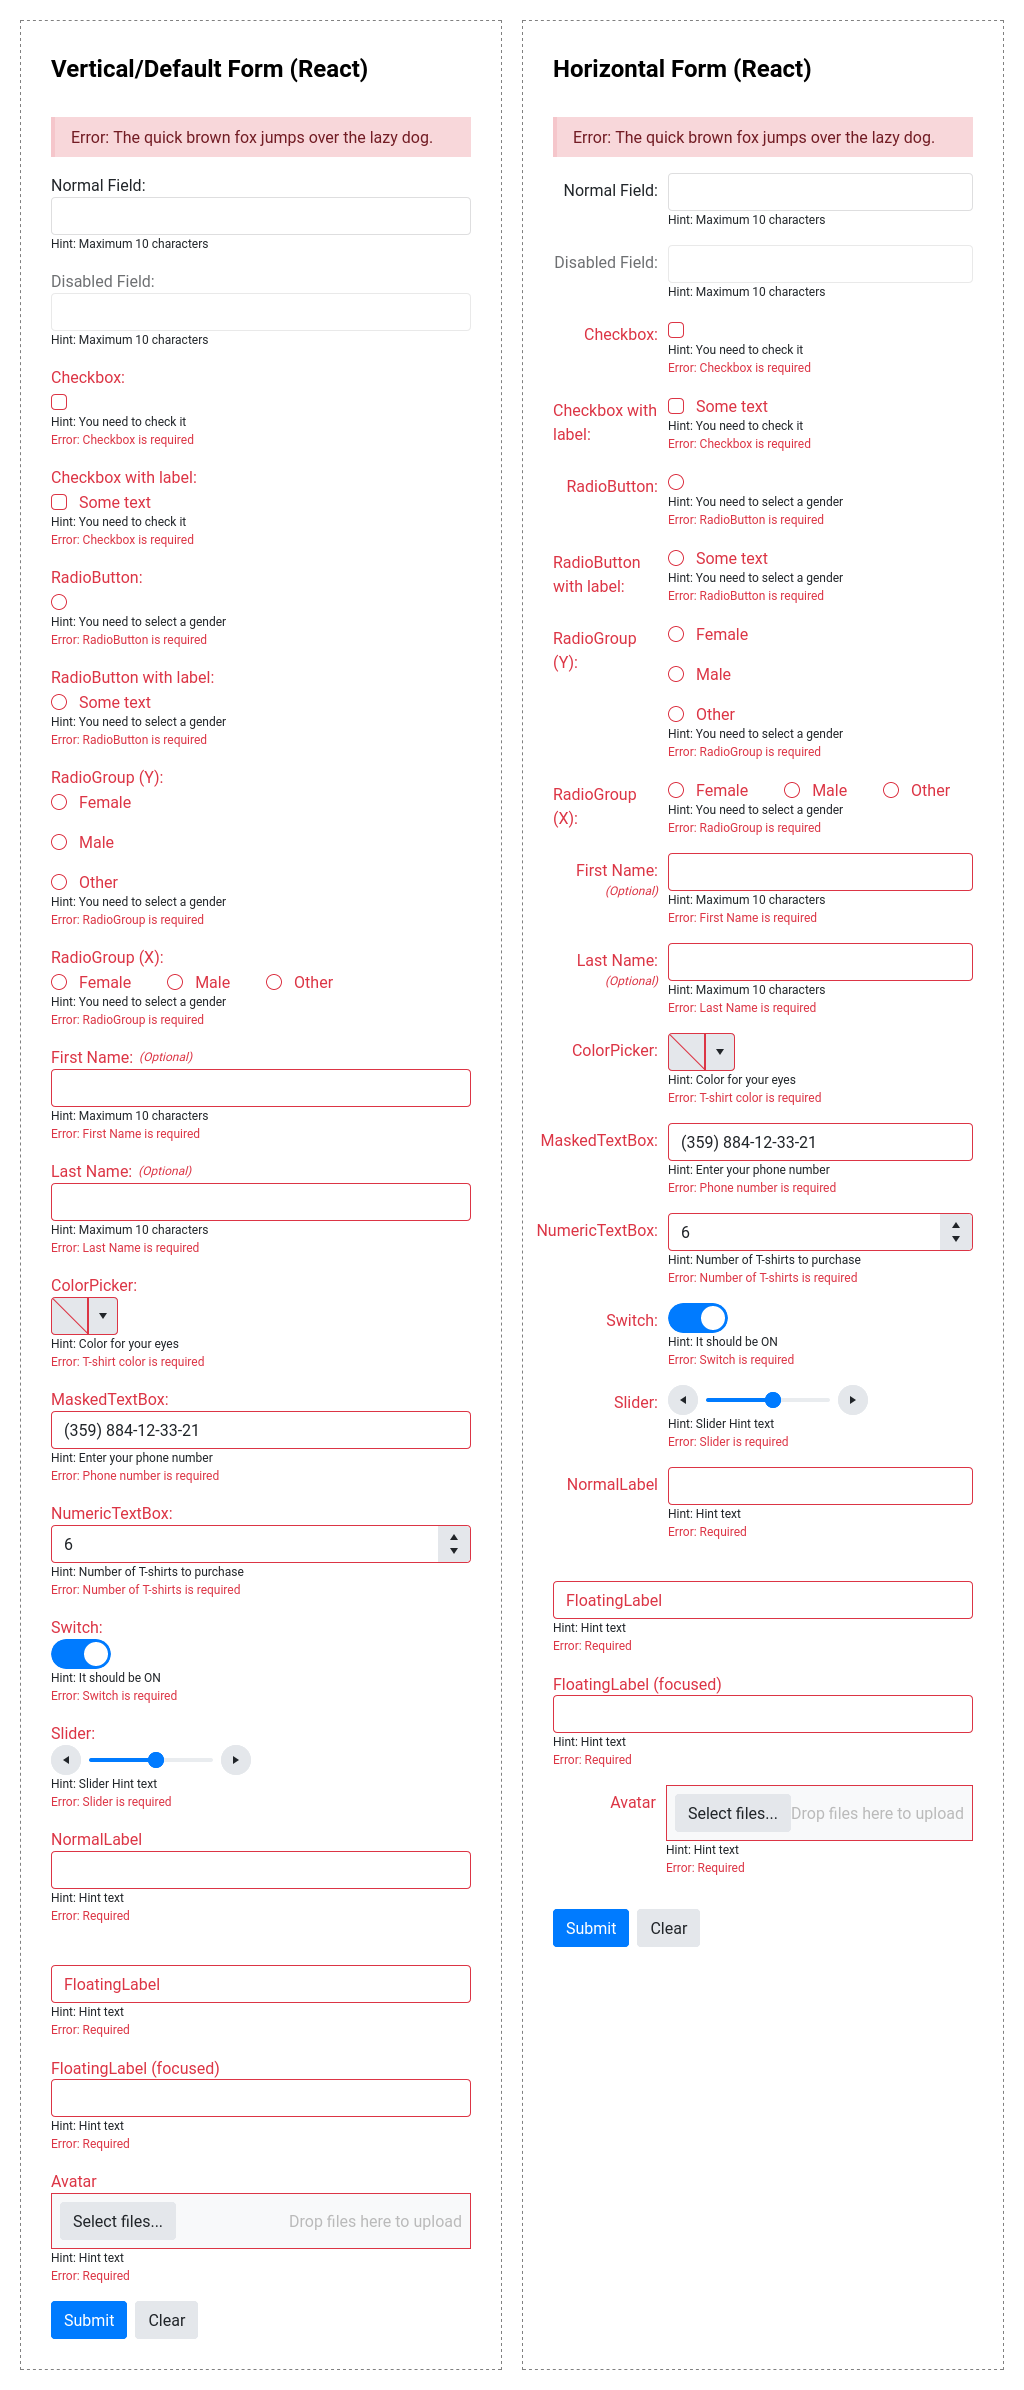 Vertical/Default Form (React)
Error: The quick brown fox jumps over the lazy dog.
Normal Field:
Hint: Maximum 10 characters
Disabled Field:
Hint: Maximum 10 characters
Checkbox:
Hint: You need to check it
Error: Checkbox is required
Checkbox with label:
Some text
Hint: You need to check it
Error: Checkbox is required
RadioButton:
Hint: You need to select a gender
Error: RadioButton is required
RadioButton with label:
Some text
Hint: You need to select a gender
Error: RadioButton is required
RadioGroup (Y):
Female
Male
Other
Hint: You need to select a gender
Error: RadioGroup is required
RadioGroup (X):
Female Male Other
Hint: You need to select a gender
Error: RadioGroup is required
First Name: (Optional)
Hint: Maximum 10 characters
Error: First Name is required
Last Name: (Optional)
Hint: Maximum 10 characters
Error: Last Name is required
ColorPicker:
Hint: Color for your eyes
Error: T-shirt color is required
MaskedTextBox:
(359) 884-12-33-21
Hint: Enter your phone number
Error: Phone number is required
NumericTextBox:
6
Hint: Number of T-shirts to purchase
Error: Number of T-shirts is required
Switch:
Hint: It should be ON
Error: Switch is required
Slider:
Hint: Slider Hint text
Error: Slider is required
NormalLabel
Hint: Hint text
Error: Required
FloatingLabel
Hint: Hint text
Error: Required
FloatingLabel (focused)
Hint: Hint text
Error: Required
Avatar
Select files... Drop files here to upload
Hint: Hint text
Error: Required
Submit Clear
Horizontal Form (React)
Error: The quick brown fox jumps over the lazy dog.
Normal Field:
Hint: Maximum 10 characters
Disabled Field:
Hint: Maximum 10 characters
Checkbox:
Hint: You need to check it
Error: Checkbox is required
Checkbox with
label:
Some text
Hint: You need to check it
Error: Checkbox is required
RadioButton:
Hint: You need to select a gender
Error: RadioButton is required
RadioButton
with label:
Some text
Hint: You need to select a gender
Error: RadioButton is required
RadioGroup
(Y):
Female
Male
Other
Hint: You need to select a gender
Error: RadioGroup is required
RadioGroup
(X):
Female Male Other
Hint: You need to select a gender
Error: RadioGroup is required
First Name:
(Optional)
Hint: Maximum 10 characters
Error: First Name is required
Last Name:
(Optional)
Hint: Maximum 10 characters
Error: Last Name is required
ColorPicker:
Hint: Color for your eyes
Error: T-shirt color is required
MaskedTextBox:
(359) 884-12-33-21
Hint: Enter your phone number
Error: Phone number is required
NumericTextBox:
6
Hint: Number of T-shirts to purchase
Error: Number of T-shirts is required
Switch:
Hint: It should be ON
Error: Switch is required
Slider:
Hint: Slider Hint text
Error: Slider is required
NormalLabel
Hint: Hint text
Error: Required
FloatingLabel
Hint: Hint text
Error: Required
FloatingLabel (focused)
Hint: Hint text
Error: Required
Avatar
Select files... Drop files here to upload
Hint: Hint text
Error: Required
Submit Clear